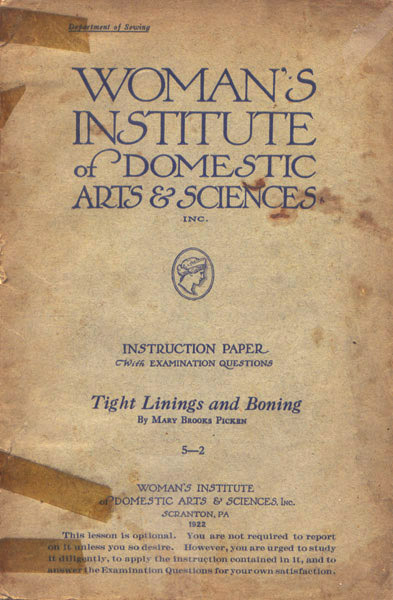 Department of Sewing
WOMAN'S
INSTITUTE
of DOMESTIC
ARTS & SCIENCES
INC.
INSTRUCTION PAPER
With EXAMINATION QUESTIONS
Tight Linings and Boning
By Mary Brooks Picken
5—2
WOMAN'S INSTITUTE
of DOMESTIC ARTS & SCIENCES, Inc.
SCRANTON, PA
1922
This lesson is optional. You are not required to report
on it unless you so desire. However, you are urged to study
it diligently, to apply the instruction contained in it, and to
answer the Examination Questions for your own satisfaction.